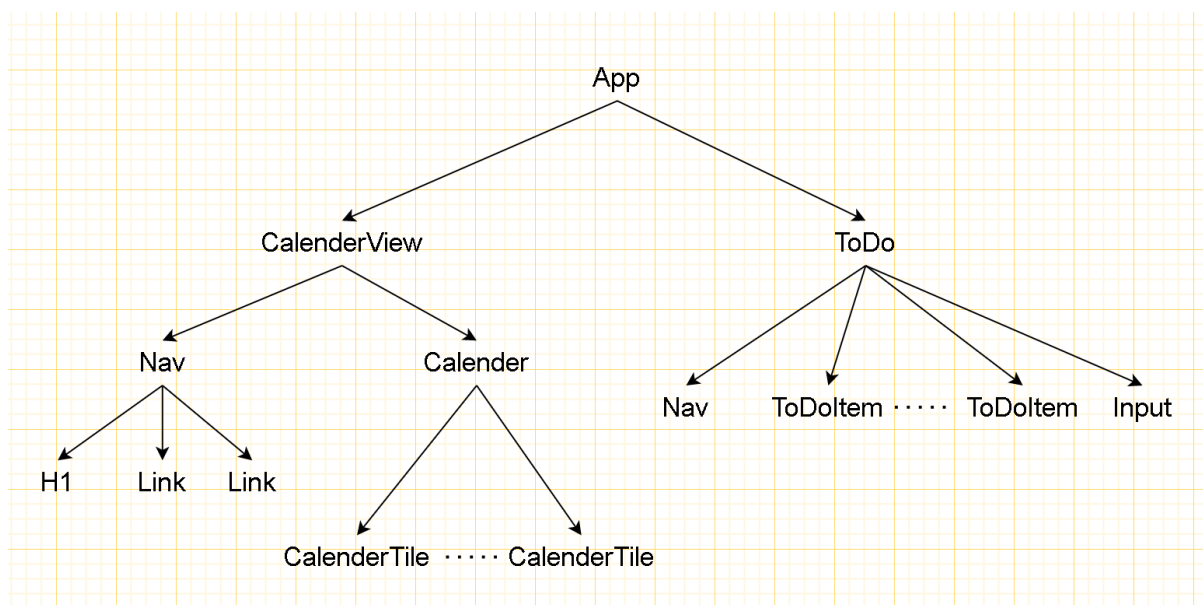 App
CalenderView ToDo
Nav Calender
Nav ToDoItem ..... ToDoItem Input
H1 Link Link
CalenderTile ..... CalenderTile